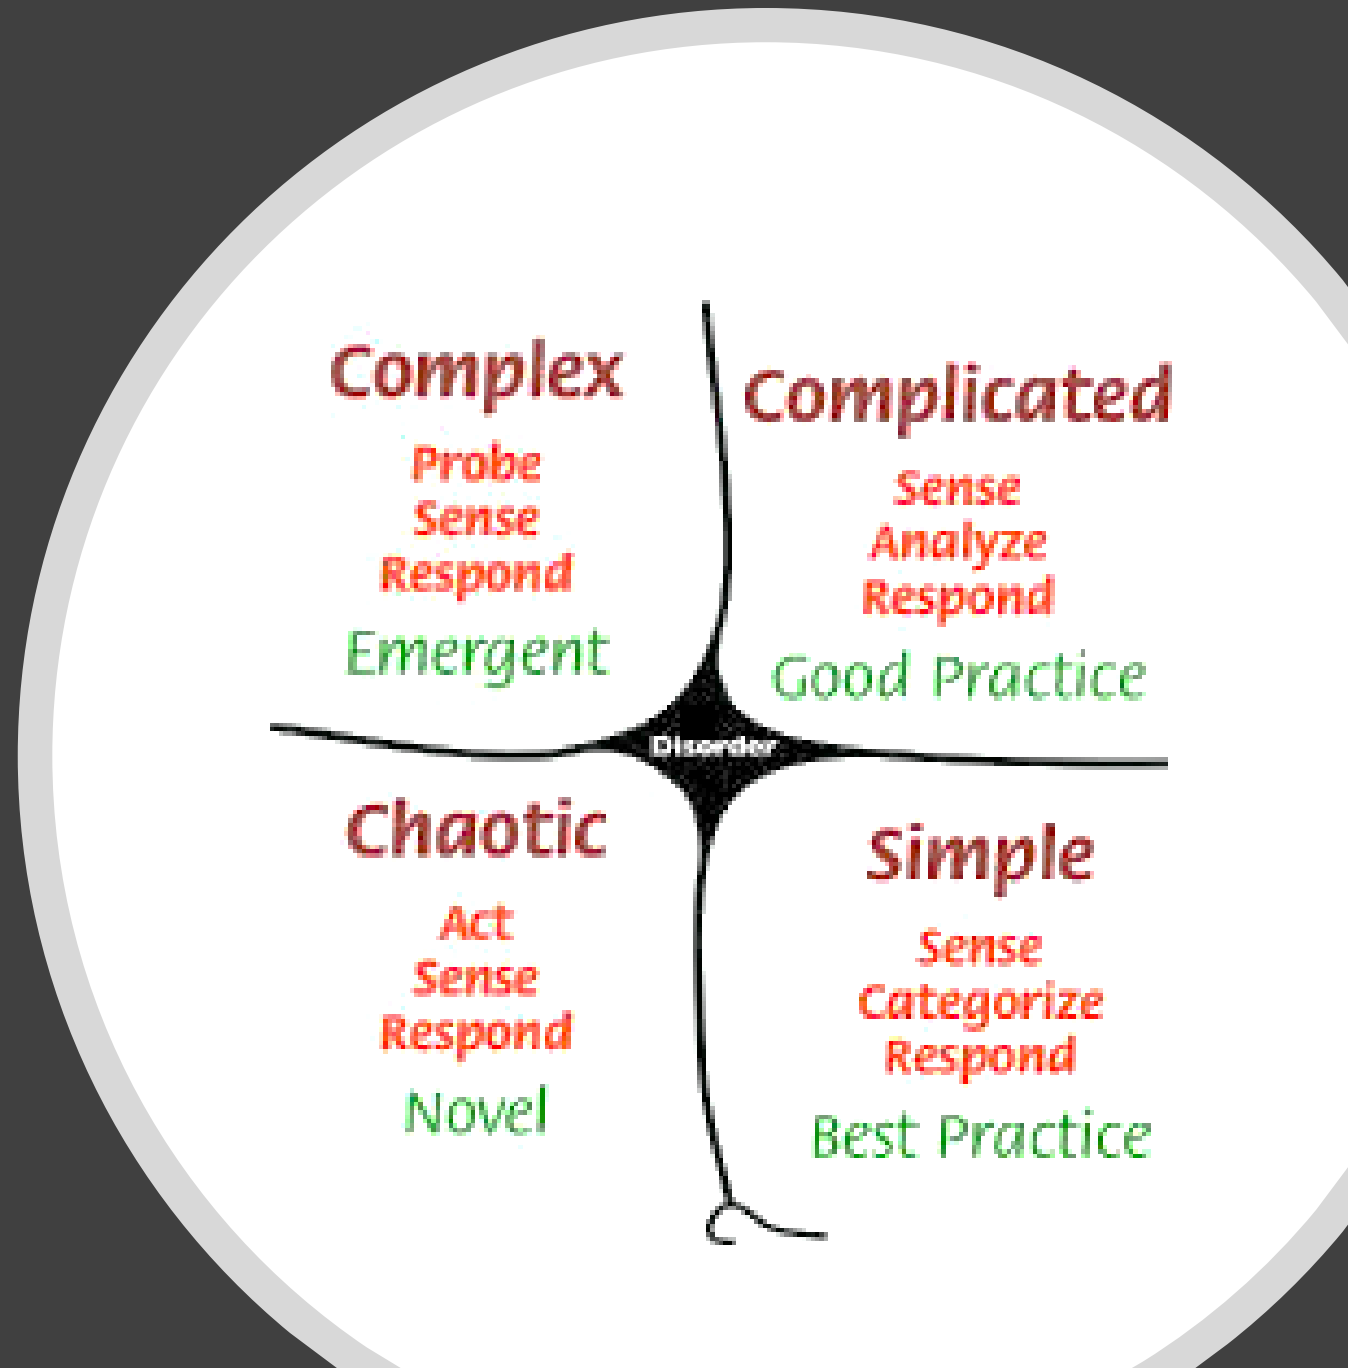 Complex
Probe
Sense
Respond
Emergent
Complicated
Sense
Analyze
Respond
Good Practice
Disorder
Chaotic
Act
Sense
Respond
Novel
Simple
Sense
Categorize
Respond
Best Practice